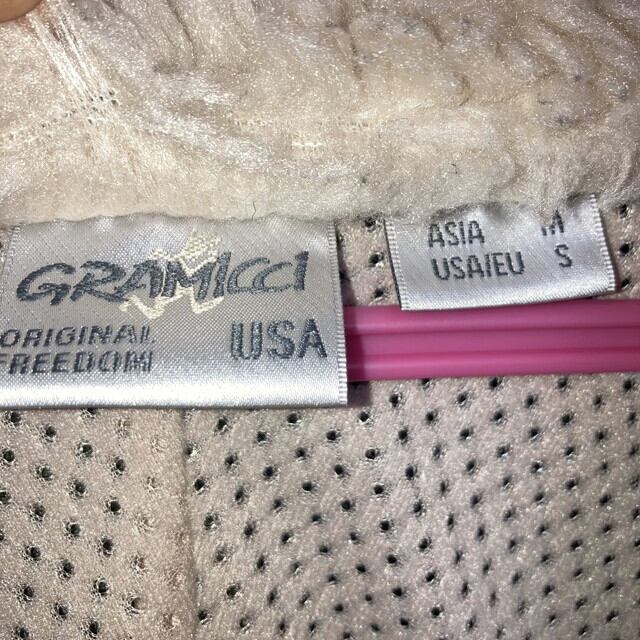 GRAMICCI
ORIGINAL
FREEDOM USA
ASIA M
USA/EU S